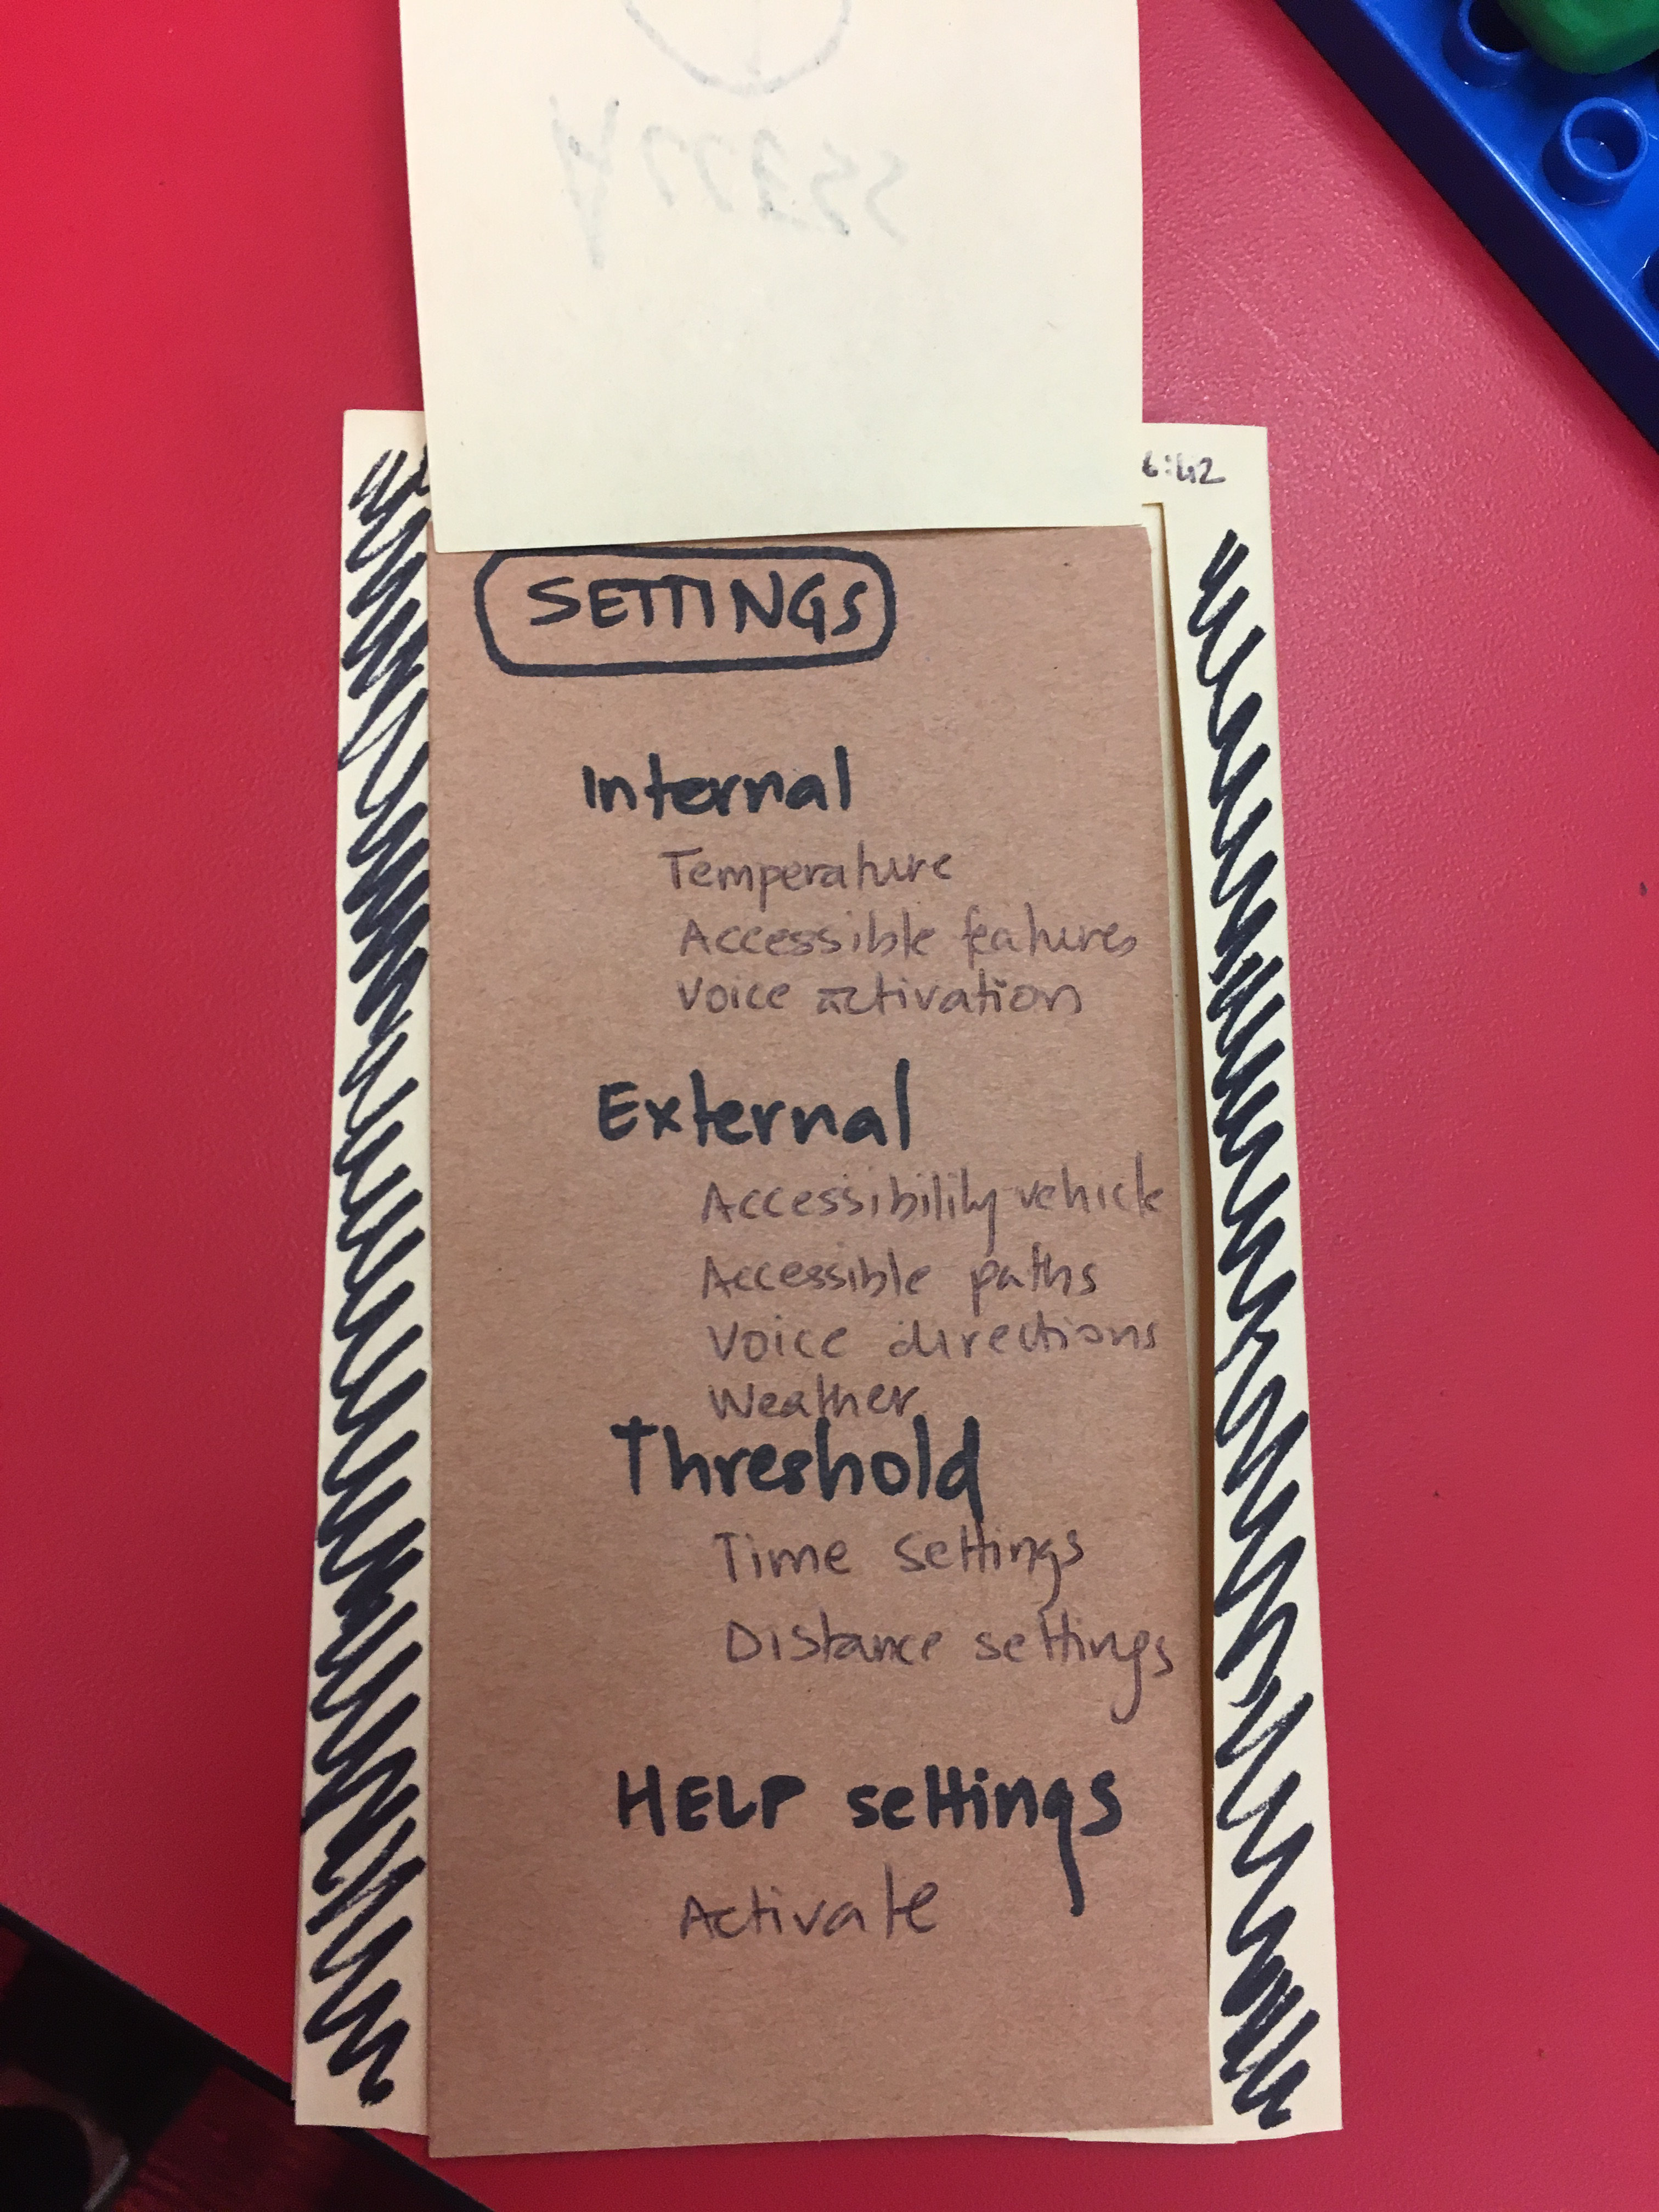 6:42
SETTINGS
Internal
Temperature
Accessible features
Voice activation
External
Accessibility vehicle
Accessible paths
Voice directions
Weather
Threshold
Time settings
Distance settings
HELP settings
Activate